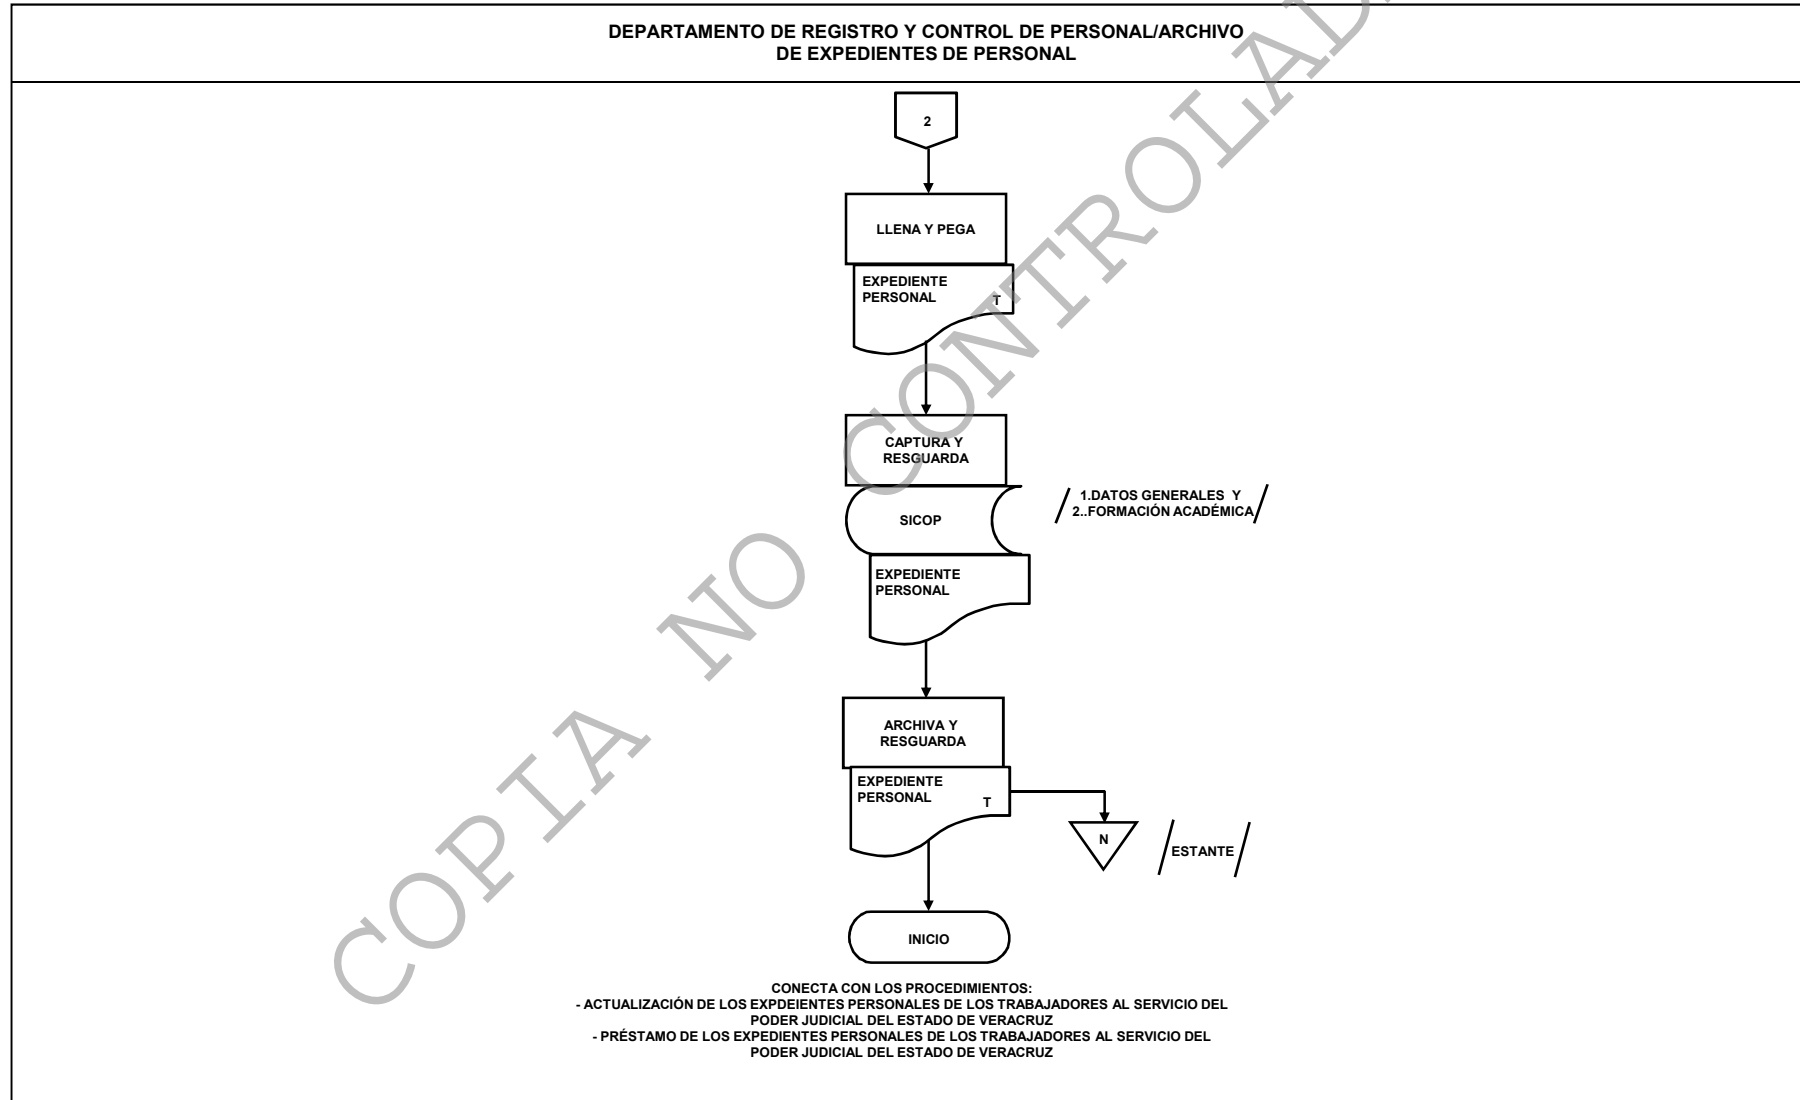 DEPARTAMENTO DE REGISTRO Y CONTROL DE PERSONAL/ARCHIVO
DE EXPEDIENTES DE PERSONAL
2
LLENA Y PEGA
EXPEDIENTE
PERSONAL T
CAPTURA Y
RESGUARDA
SICOP
1.DATOS GENERALES Y
2..FORMACIÓN ACADÉMICA
EXPEDIENTE
PERSONAL
ARCHIVA Y
RESGUARDA
EXPEDIENTE
PERSONAL T
N
ESTANTE
INICIO
CONECTA CON LOS PROCEDIMIENTOS:
- ACTUALIZACIÓN DE LOS EXPDEIENTES PERSONALES DE LOS TRABAJADORES AL SERVICIO DEL
PODER JUDICIAL DEL ESTADO DE VERACRUZ
- PRÉSTAMO DE LOS EXPEDIENTES PERSONALES DE LOS TRABAJADORES AL SERVICIO DEL
PODER JUDICIAL DEL ESTADO DE VERACRUZ
COPIA NO CONTROLAD